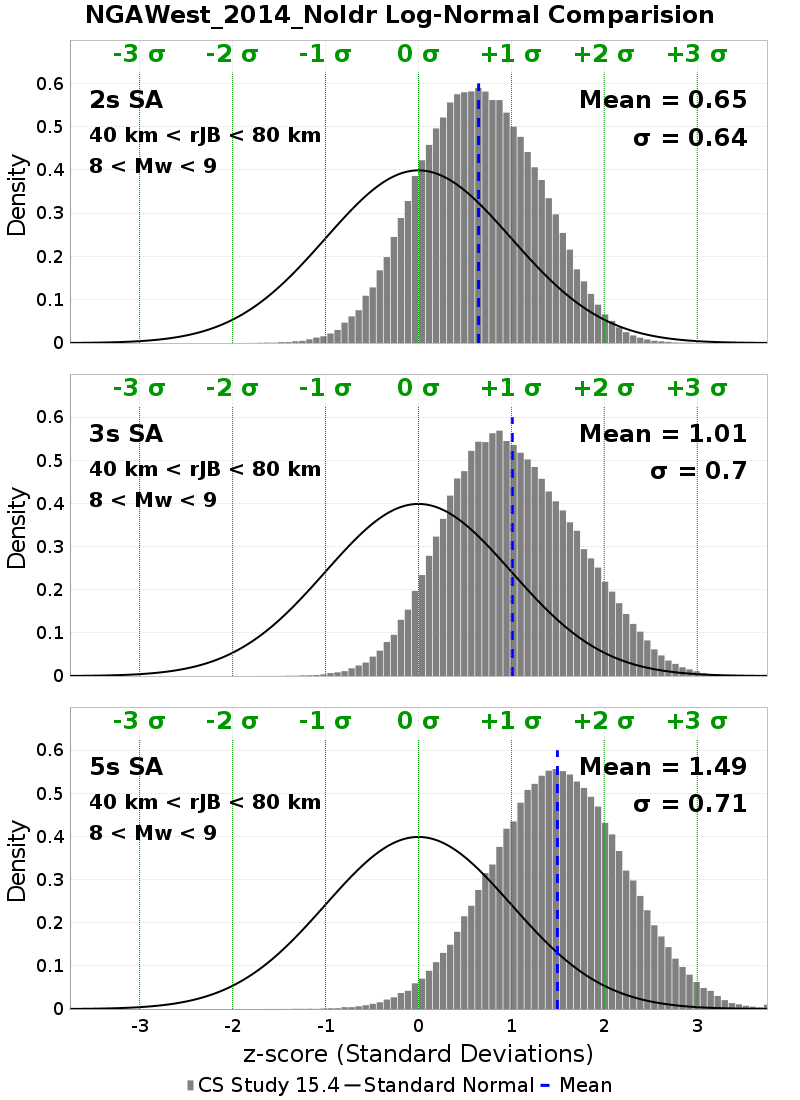 NGAWest_2014_NoIdr Log-Normal Comparision
-3 σ -2 σ -1 σ 0 σ +1 σ +2 σ +3 σ
2s SA
Mean = 0.65
40 km < rJB < 80 km
σ = 0.64
8 < Mw < 9
0.6
0.5
0.4
0.3
0.2
0.1
0
Density
-3 σ -2 σ -1 σ 0 σ +1 σ +2 σ +3 σ
3s SA
Mean = 1.01
40 km < rJB < 80 km
σ = 0.7
8 < Mw < 9
0.6
0.5
0.4
0.3
0.2
0.1
0
Density
-3 σ -2 σ -1 σ 0 σ +1 σ +2 σ +3 σ
5s SA
Mean = 1.49
40 km < rJB < 80 km
σ = 0.71
8 < Mw < 9
0.6
0.5
0.4
0.3
0.2
0.1
0
Density
-3 -2 -1 0 1 2 3
z-score (Standard Deviations)
CS Study 15.4 Standard Normal Mean